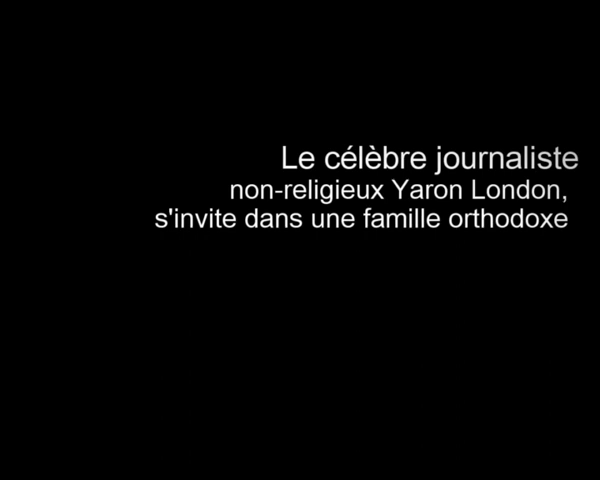 Le célèbre journaliste
non-religieux Yaron London,
s'invite dans une famille orthodoxe